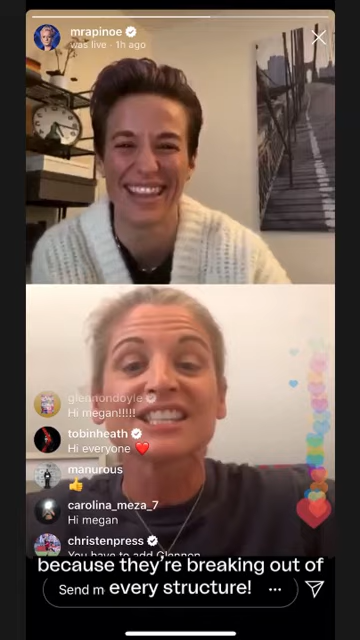 mrapinoe
was live · 1h ago
glennondoyle
Hi megan!!!!!
tobinheath
Hi everyone ❤️
manurous
👍
carolina_meza_7
Hi megan
christenpress
You have to add Glennon
because they're breaking out of
Send m every structure! ...